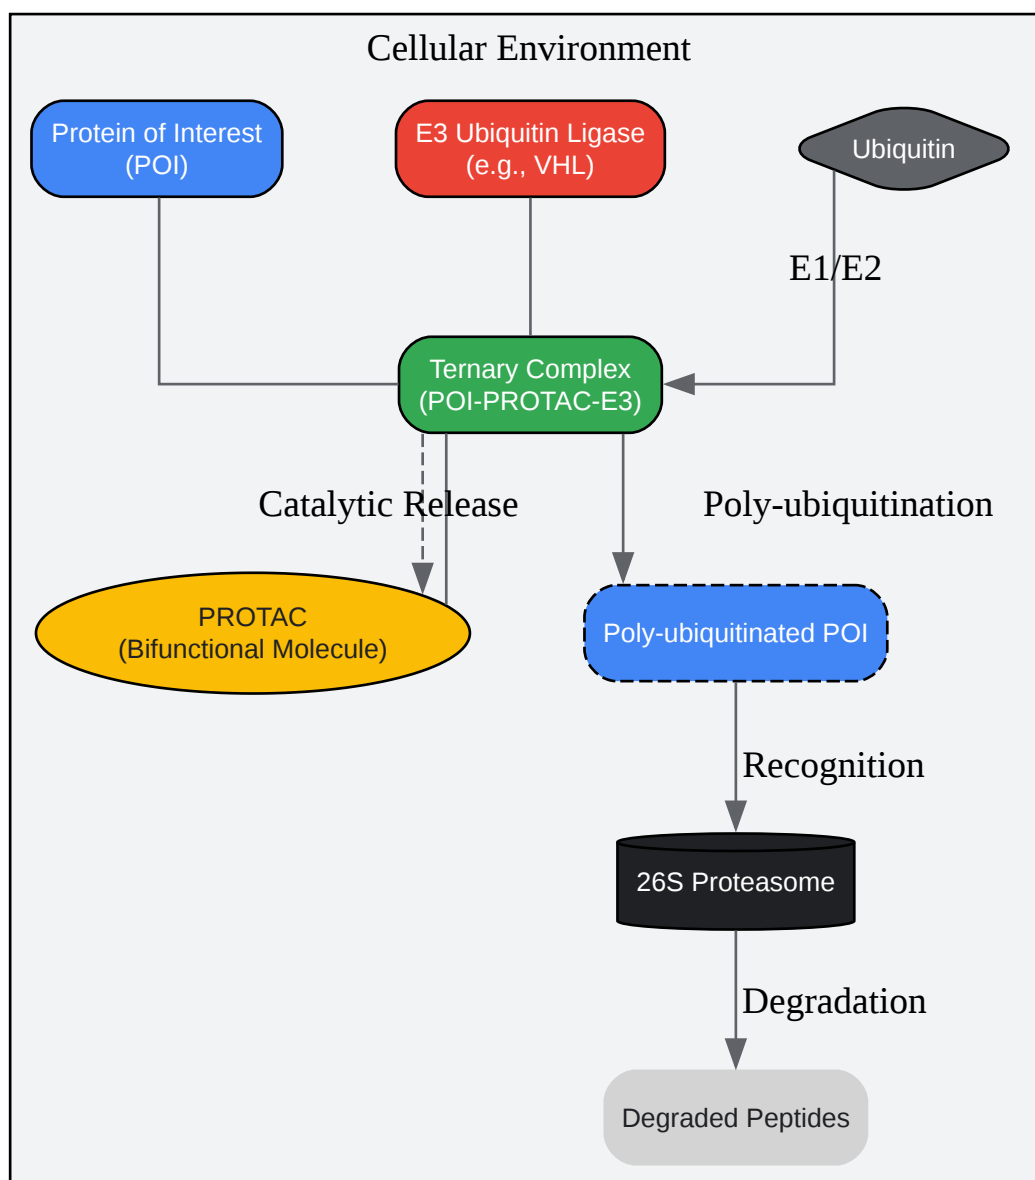 Cellular Environment
Protein of Interest
(POI)
E3 Ubiquitin Ligase
(e.g., VHL)
Ubiquitin
E1/E2
Ternary Complex
(POI-PROTAC-E3)
Catalytic Release
Poly-ubiquitination
PROTAC
(Bifunctional Molecule)
Poly-ubiquitinated POI
Recognition
26S Proteasome
Degradation
Degraded Peptides